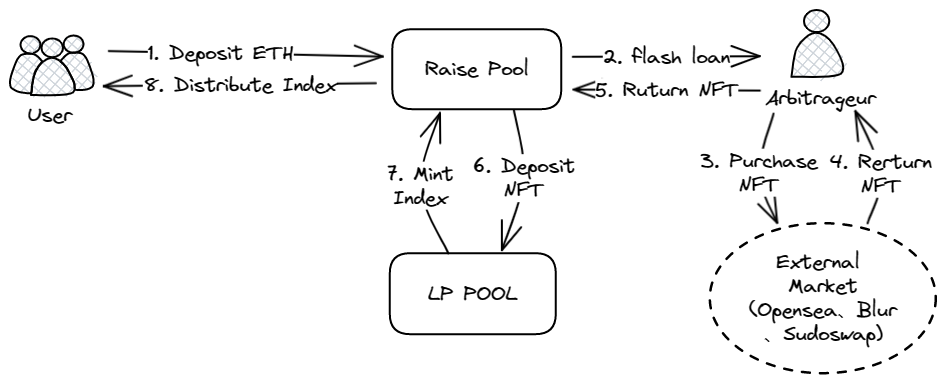 1. Deposit ETH
8. Distribute Index
User
Raise Pool
2. flash loan
5. Ruturn NFT
Arbitrageur
3. Purchase
NFT
4. Rerturn
NFT
7. Mint
Index
6. Deposit
NFT
LP POOL
External
Market
(Opensea、Blur
、Sudoswap)